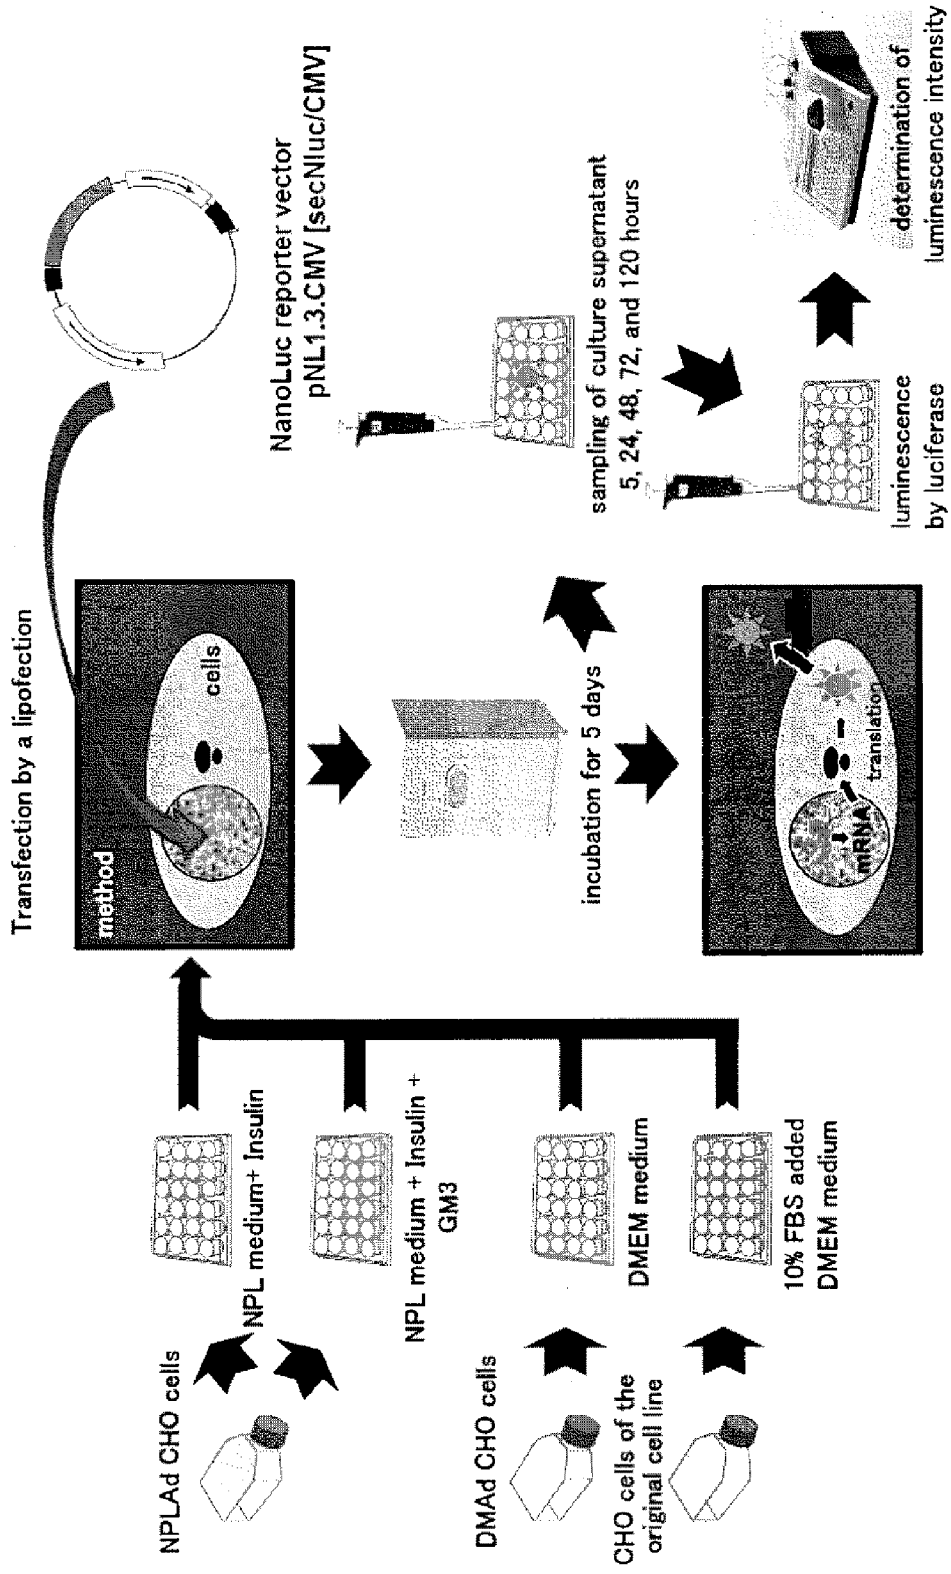 NPLAd CHO cells
NPL medium+ Insulin
NPL medium + Insulin +
GM3
DMAd CHO cells
DMEM medium
CHO cells of the
original cell line
10% FBS added
DMEM medium
Transfection by a lipofection
method
cells
incubation for 5 days
mRNA
translation
NanoLuc reporter vector
pNL1.3.CMV [secNluc/CMV]
sampling of culture supernatant
5, 24, 48, 72, and 120 hours
luminescence
by luciferase
determination of
luminescence intensity